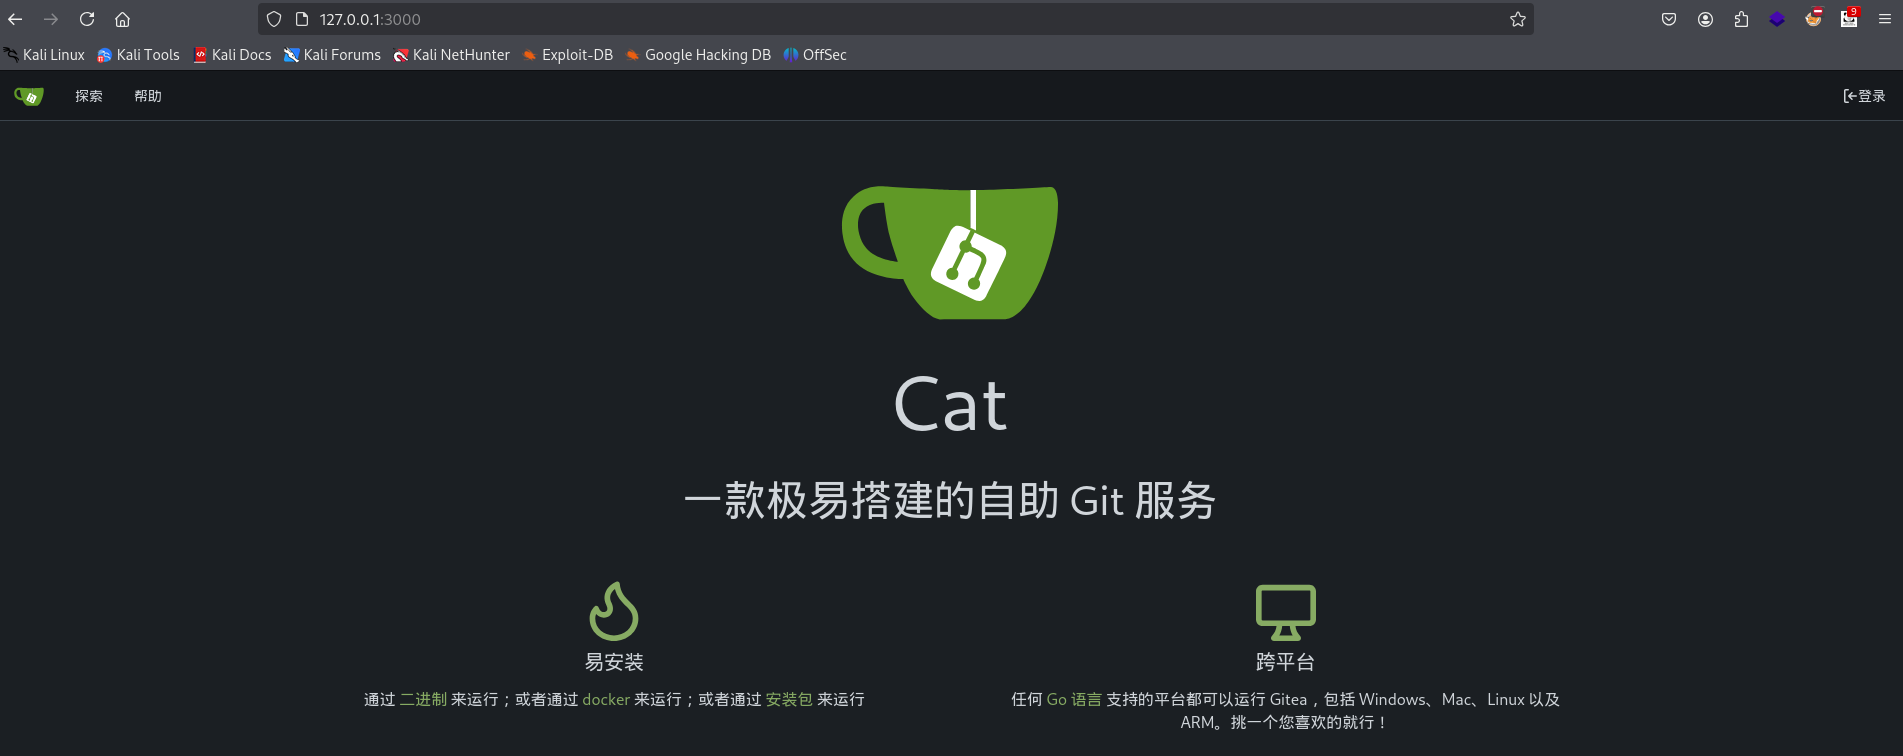 127.0.0.1:3000
9
Kali Linux Kali Tools Kali Docs Kali Forums Kali NetHunter Exploit-DB Google Hacking DB OffSec
探索 帮助 登录
Cat
一款极易搭建的自助 Git 服务
易安装
通过 二进制 来运行；或者通过 docker 来运行；或者通过 安装包 来运行
跨平台
任何 Go 语言 支持的平台都可以运行 Gitea，包括 Windows、Mac、Linux 以及
ARM。挑一个您喜欢的就行！